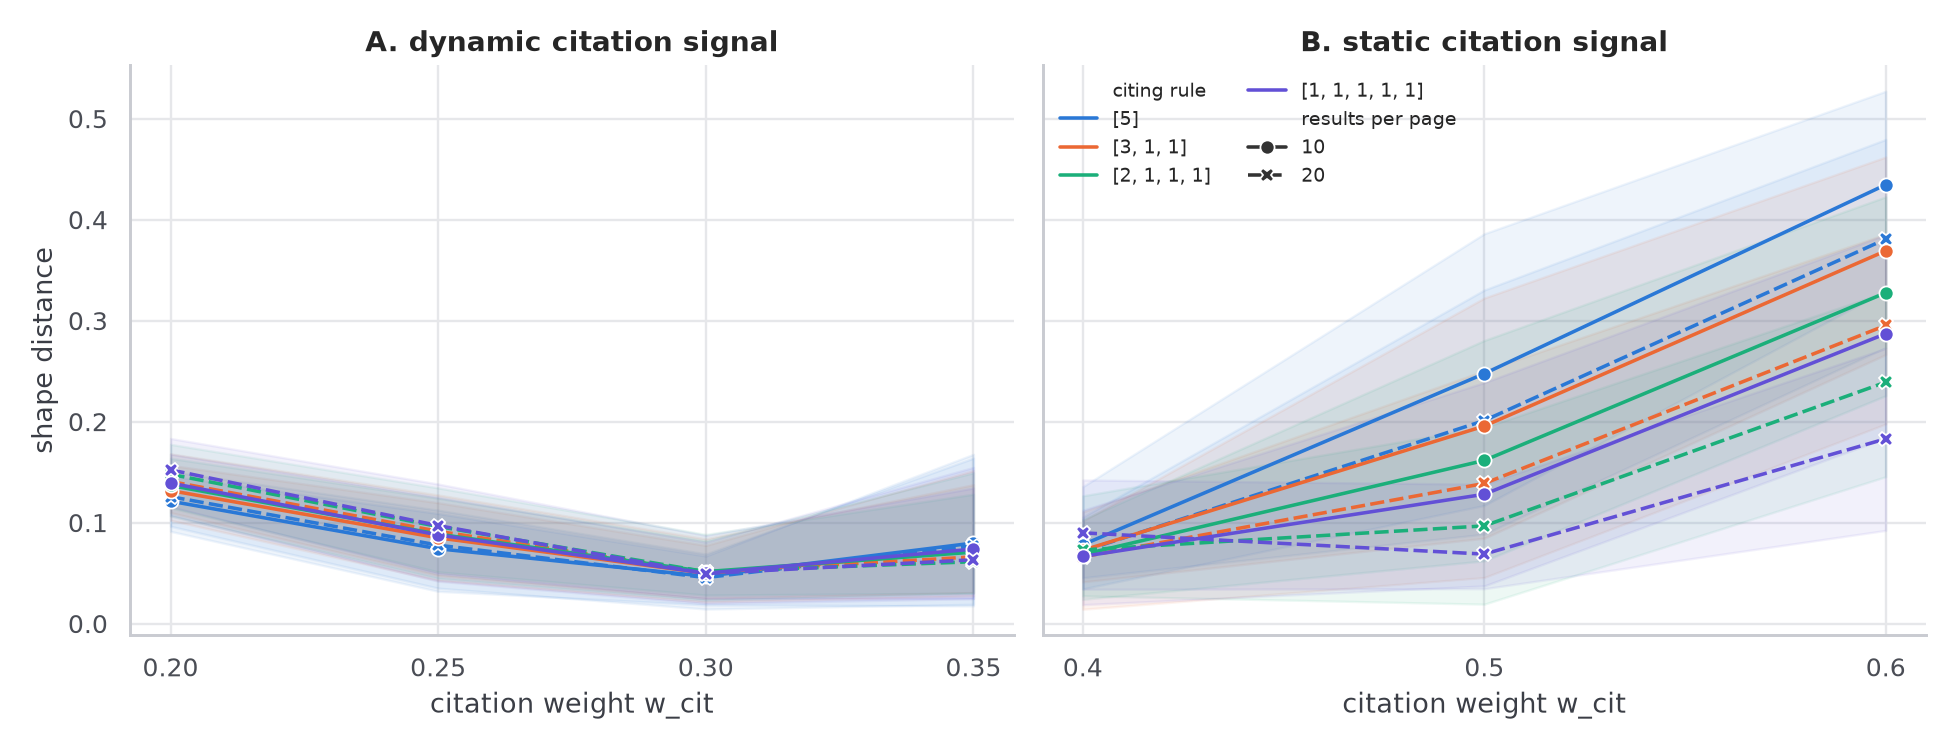 A. dynamic citation signal
shape distance
0.5
0.4
0.3
0.2
0.1
0.0
0.20 0.25 0.30 0.35
citation weight w_cit
B. static citation signal
citing rule
[5]
[3, 1, 1]
[2, 1, 1, 1]
[1, 1, 1, 1, 1]
results per page
10
20
0.4 0.5 0.6
citation weight w_cit